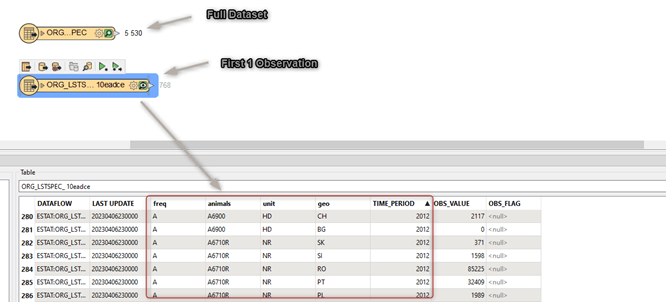 Full Dataset
ORG...PEC
5 530
First 1 Observation
ORG_LSTS... 10eadce
768
Table
ORG_LSTSPEC_ 10eadce
DATAFLOW LAST UPDATE freq animals unit geo TIME_PERIOD OBS_VALUE OBS_FLAG
280 ESTAT:ORG_LST... 20230406230000 A A6900 HD CH 2012 2117 <null>
281 ESTAT:ORG_LST... 20230406230000 A A6900 HD BG 2012 0 <null>
282 ESTAT:ORG_LST... 20230406230000 A A6710R NR SK 2012 371 <null>
283 ESTAT:ORG_LST... 20230406230000 A A6710R NR SI 2012 1598 <null>
284 ESTAT:ORG_LST... 20230406230000 A A6710R NR RO 2012 85225 <null>
285 ESTAT:ORG_LST... 20230406230000 A A6710R NR PT 2012 32409 <null>
286 ESTAT:ORG_LST... 20230406230000 A A6710R NR PL 2012 1989 <null>